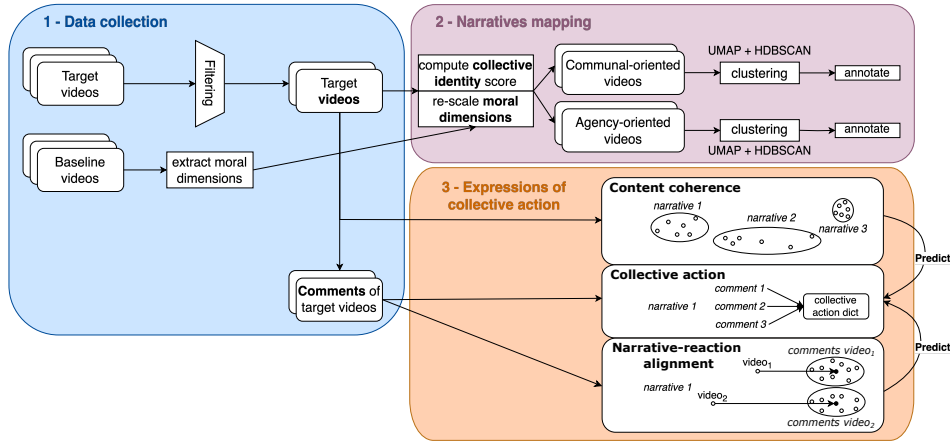 1 - Data collection
Target
videos
Filtering
Target
videos
Baseline
videos
extract moral
dimensions
Comments of
target videos
2 - Narratives mapping
compute collective
identity score
re-scale moral
dimensions
Communal-oriented
videos
UMAP + HDBSCAN
clustering
annotate
Agency-oriented
videos
clustering
annotate
UMAP + HDBSCAN
3 - Expressions of
collective action
Content coherence
narrative 1
narrative 2
narrative 3
Predict
Collective action
comment 1
narrative 1
comment 2
comment 3
collective
action dict
Predict
Narrative-reaction
alignment
comments video₁
video₁
narrative 1
video₂
comments video₂